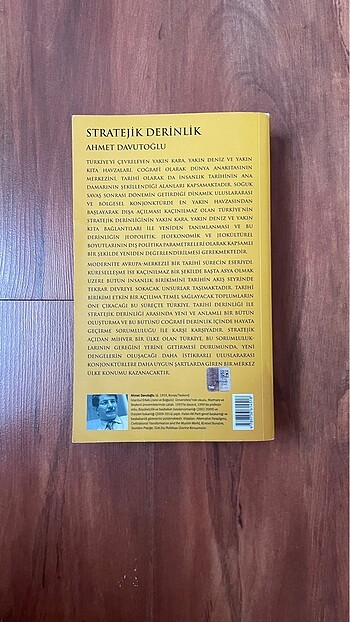 STRATEJİK DERİNLİK
AHMET DAVUTOĞLU
TÜRKİYE'Yİ ÇEVRELEYEN YAKIN KARA, YAKIN DENİZ VE YAKIN
KITA HAVZALARI, COĞRAFİ OLARAK DÜNYA ANAKITASININ
MERKEZİNİ, TARİHÎ OLARAK DA İNSANLIK TARİHİNİN ANA
DAMARININ ŞEKİLLENDİĞİ ALANLARI KAPSAMAKTADIR. SOĞUK
SAVAŞ SONRASI DÖNEMİN GETİRDİĞİ DİNAMİK ULUSLARARASI
VE BÖLGESEL KONJONKTÜRDE EN YAKIN HAVZASINDAN
BAŞLAYARAK DIŞA AÇILMASI KAÇINILMAZ OLAN TÜRKİYE'NİN
STRATEJİK DERİNLİĞİNİN YAKIN KARA, YAKIN DENİZ VE YAKIN
KITA BAĞLANTILARI İLE YENİDEN TANIMLANMASI VE BU
DERİNLİĞİN JEOPOLİTİK, JEOEKONOMİK VE JEOKÜLTÜREL
BOYUTLARININ DIŞ POLİTİKA PARAMETRELERİ OLARAK KAPSAMLI
BİR ŞEKİLDE YENİDEN DEĞERLENDİRİLMESİ GEREKMEKTEDİR.
MODERNİTE AVRUPA-MERKEZLİ BİR TARİHÎ SÜRECİN ESERİYDİ.
KÜRESELLEŞME İSE KAÇINILMAZ BİR ŞEKİLDE BAŞTA ASYA OLMAK
ÜZERE BÜTÜN İNSANLIK BİRİKİMİNİ TARİHİN AKIŞ SEYRİNDE
TEKRAR DEVREYE SOKACAK UNSURLAR TAŞIMAKTADIR. TARİHÎ
BİRİKİMİ ETKİN BİR AÇILIMA TEMEL SAĞLAYACAK TOPLUMLARIN
ÖNE ÇIKACAĞI BU SÜREÇTE TÜRKİYE, TARİHÎ DERİNLİĞİ İLE
STRATEJİK DERİNLİĞİ ARASINDA YENİ VE ANLAMLI BİR BÜTÜN
OLUŞTURMA VE BU BÜTÜNÜ COĞRAFÎ DERİNLİK İÇİNDE HAYATA
GEÇİRME SORUMLULUĞU İLE KARŞI KARŞIYADIR. STRATEJİK
AÇIDAN MİHVER BİR ÜLKE OLAN TÜRKİYE, BU SORUMLULUK-
LARININ GEREĞİNİ YERİNE GETİRMESİ DURUMUNDA, YENİ
DENGELERİN OLUŞACAĞI DAHA İSTİKRARLI ULUSLARARASI
KONJONKTÜRLERE DAHA UYGUN ŞARTLARDA GİREN BİR MERKEZ
ÜLKE KONUMU KAZANACAKTIR.
Ahmet Davutoğlu